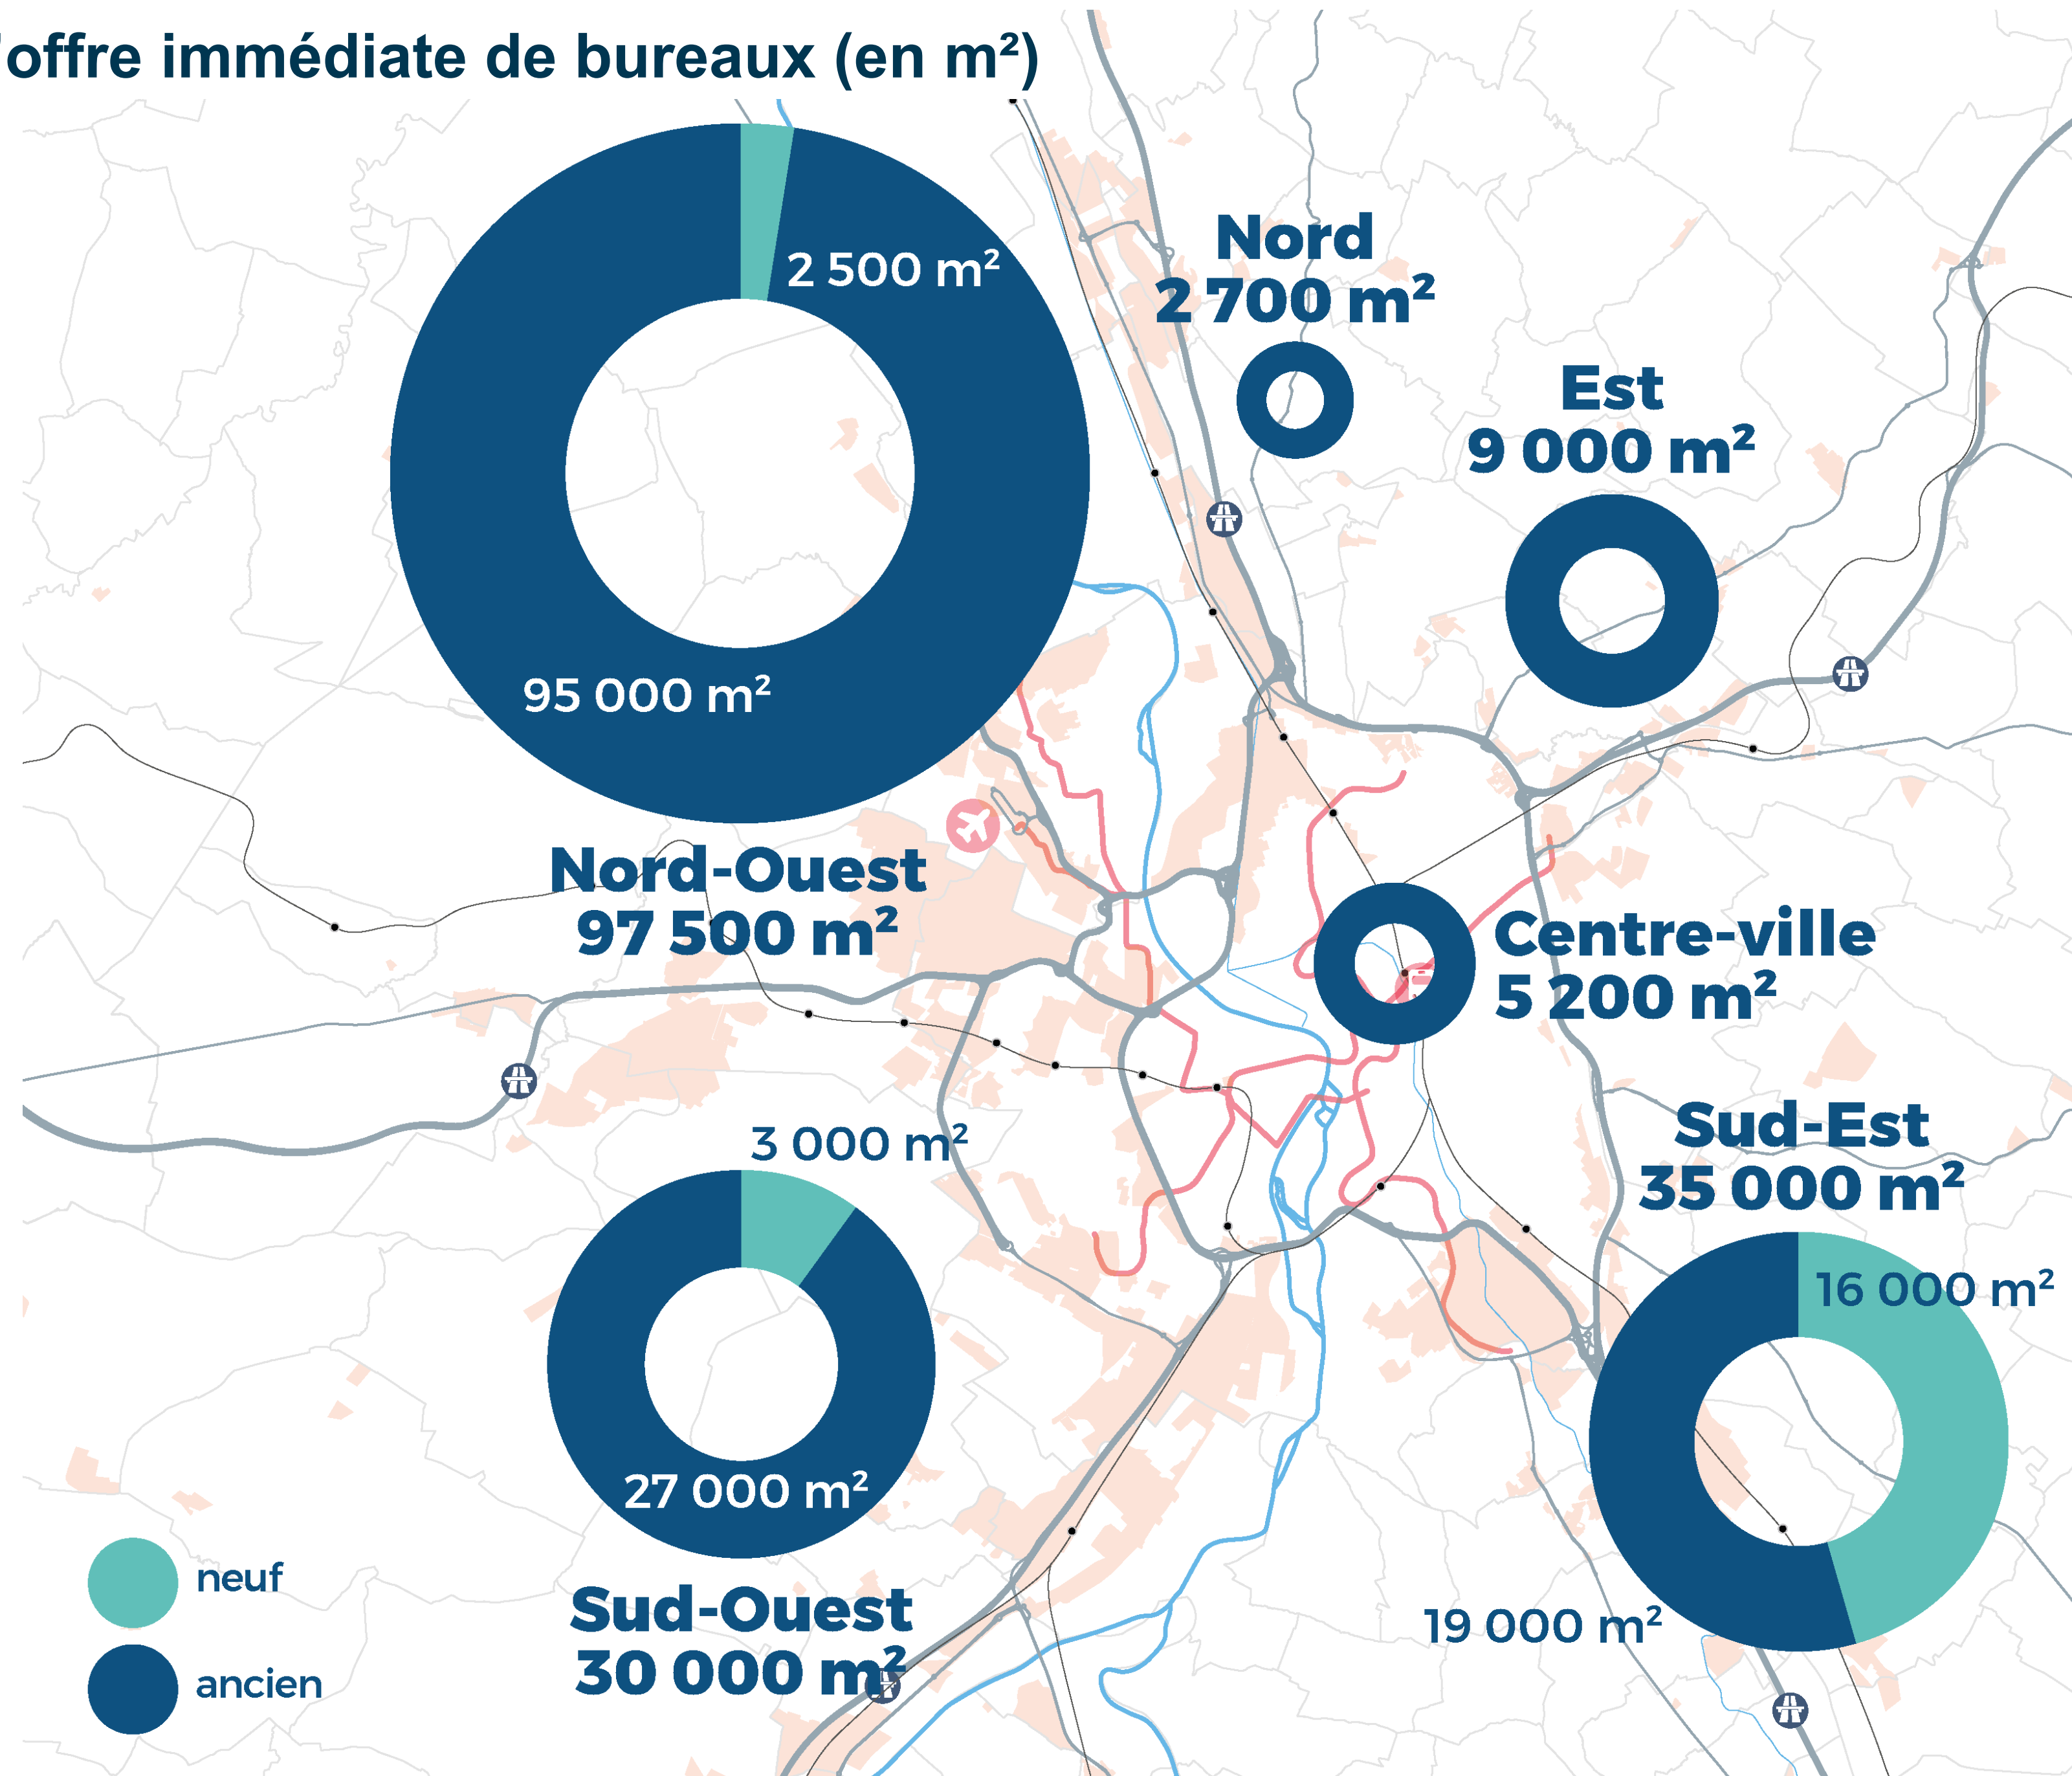 'offre immédiate de bureaux (en m²)
2 500 m²
95 000 m²
Nord-Ouest
97 500 m²
Nord
2 700 m²
Est
9 000 m²
Centre-ville
5 200 m²
Sud-Est
35 000 m²
16 000 m²
19 000 m²
3 000 m²
27 000 m²
Sud-Ouest
30 000 m²
neuf
ancien